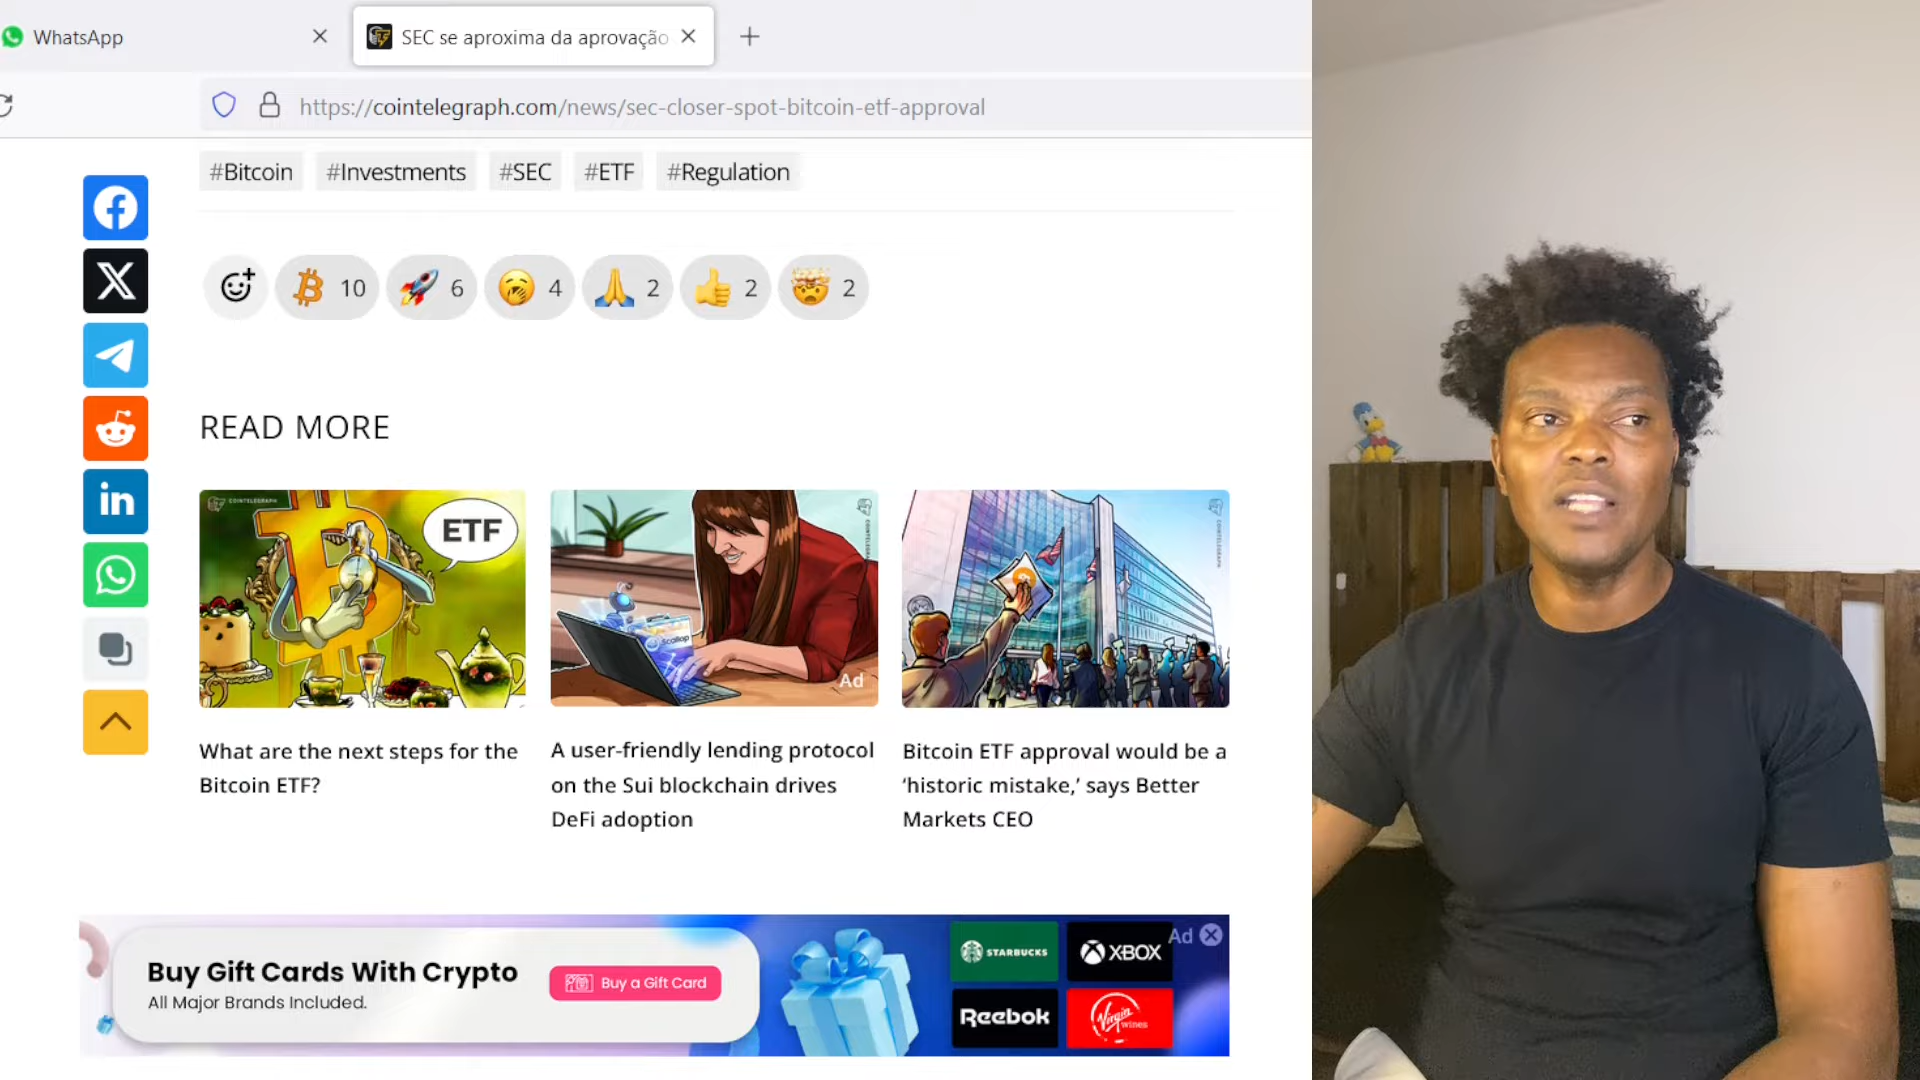 WhatsApp
SEC se aproxima da aprovação
https://cointelegraph.com/news/sec-closer-spot-bitcoin-etf-approval
#Bitcoin #Investments #SEC #ETF #Regulation
10 6 4 2 2 2
READ MORE
COINTELEGRAPH
ETF
Scallop
Ad
What are the next steps for the
Bitcoin ETF?
A user-friendly lending protocol
on the Sui blockchain drives
DeFi adoption
Bitcoin ETF approval would be a
‘historic mistake,’ says Better
Markets CEO
Buy Gift Cards With Crypto
All Major Brands Included.
Buy a Gift Card
STARBUCKS
XBOX
Ad
Reebok
Virgin
wines